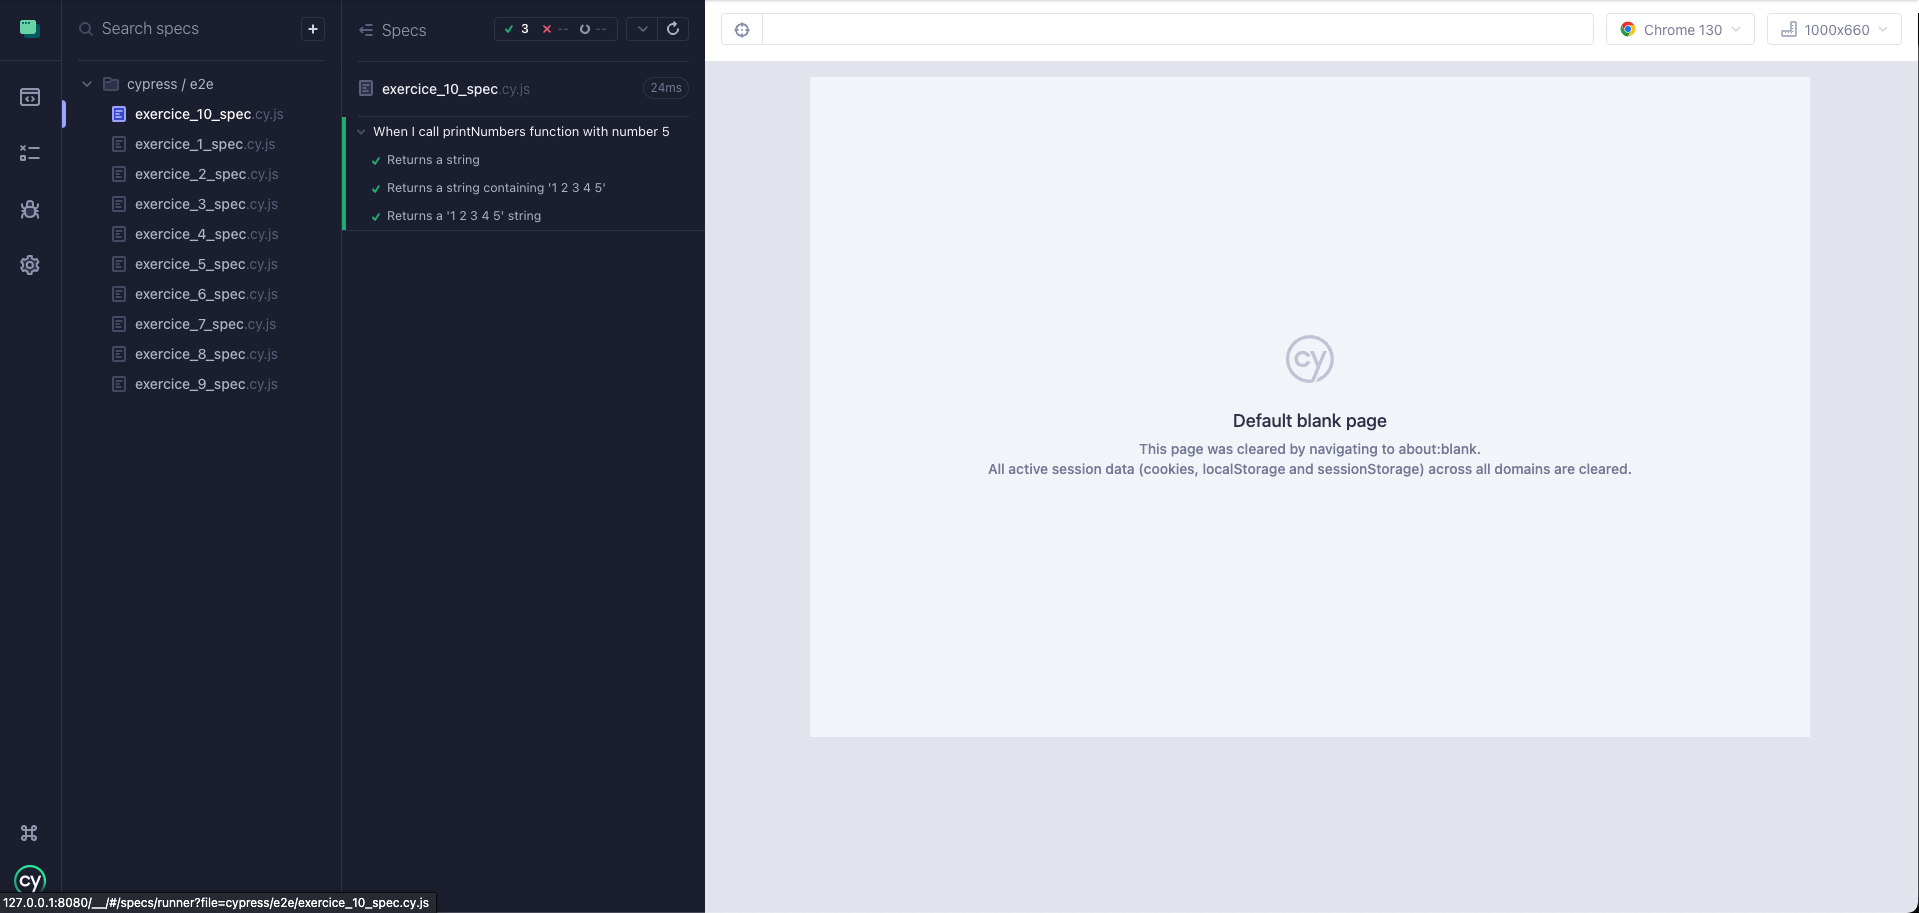 Search specs
+
cypress / e2e
exercice_10_spec.cy.js
exercice_1_spec.cy.js
exercice_2_spec.cy.js
exercice_3_spec.cy.js
exercice_4_spec.cy.js
exercice_5_spec.cy.js
exercice_6_spec.cy.js
exercice_7_spec.cy.js
exercice_8_spec.cy.js
exercice_9_spec.cy.js
cy
127.0.0.1:8080/__/#/specs/runner?file=cypress/e2e/exercice_10_spec.cy.js
Specs
3 -- --
exercice_10_spec.cy.js 24ms
When I call printNumbers function with number 5
Returns a string
Returns a string containing '1 2 3 4 5'
Returns a '1 2 3 4 5' string
Chrome 130
1000x660
cy
Default blank page
This page was cleared by navigating to about:blank.
All active session data (cookies, localStorage and sessionStorage) across all domains are cleared.